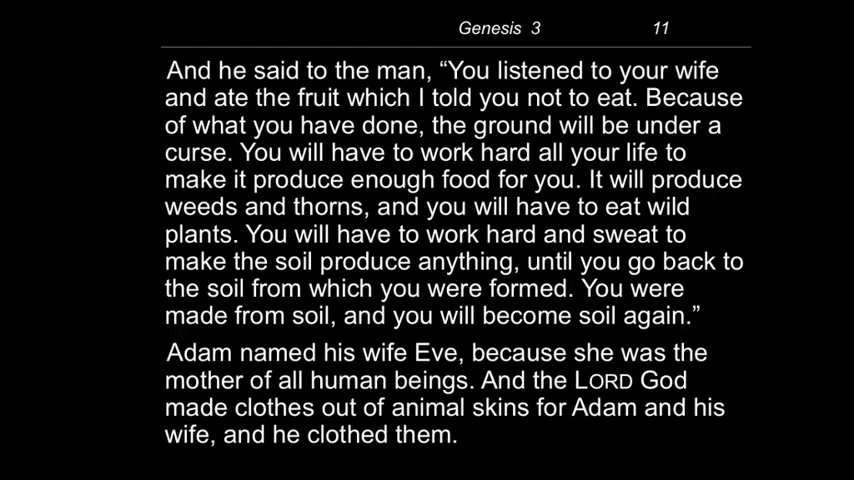 Genesis 3 11
And he said to the man, “You listened to your wife
and ate the fruit which I told you not to eat. Because
of what you have done, the ground will be under a
curse. You will have to work hard all your life to
make it produce enough food for you. It will produce
weeds and thorns, and you will have to eat wild
plants. You will have to work hard and sweat to
make the soil produce anything, until you go back to
the soil from which you were formed. You were
made from soil, and you will become soil again.”
Adam named his wife Eve, because she was the
mother of all human beings. And the LORD God
made clothes out of animal skins for Adam and his
wife, and he clothed them.